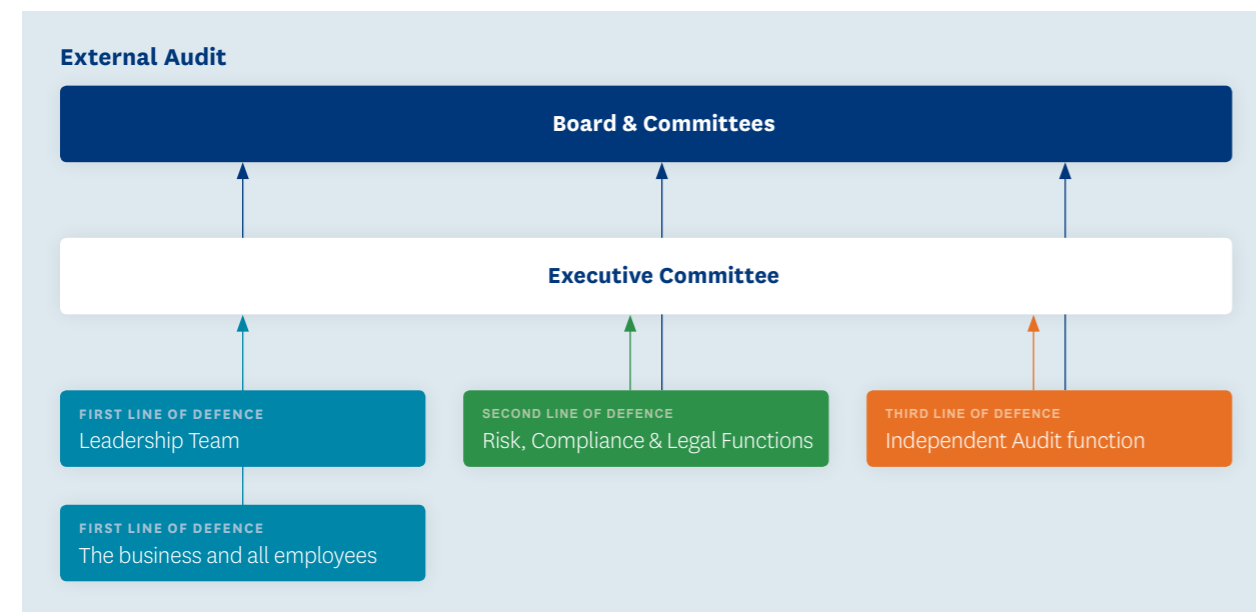 External Audit
Board & Committees
Executive Committee
FIRST LINE OF DEFENCE
Leadership Team
SECOND LINE OF DEFENCE
Risk, Compliance & Legal Functions
THIRD LINE OF DEFENCE
Independent Audit function
FIRST LINE OF DEFENCE
The business and all employees